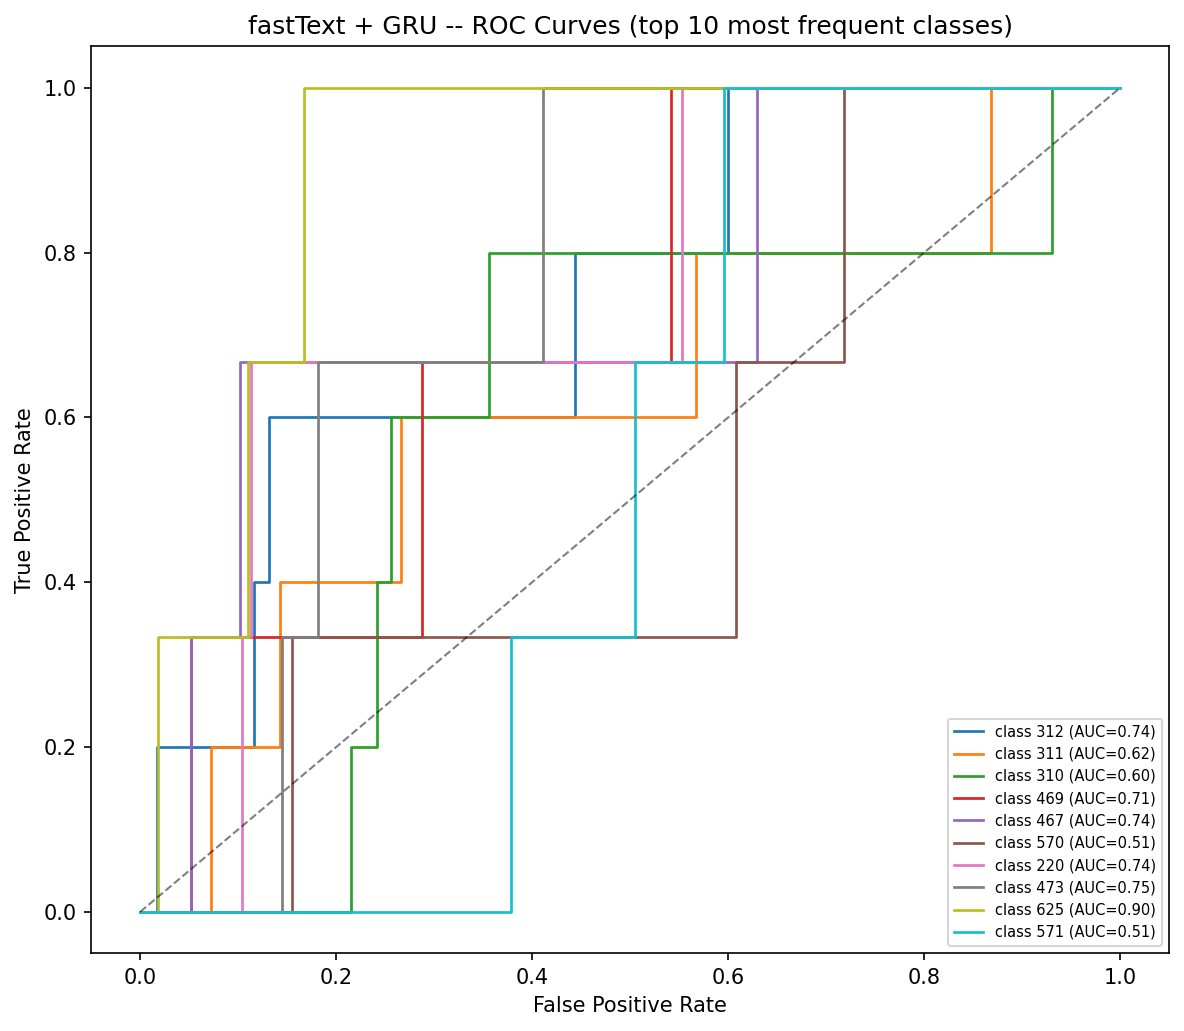 fastText + GRU -- ROC Curves (top 10 most frequent classes)
True Positive Rate
1.0
0.8
0.6
0.4
0.2
0.0
0.0 0.2 0.4 0.6 0.8 1.0
False Positive Rate
class 312 (AUC=0.74)
class 311 (AUC=0.62)
class 310 (AUC=0.60)
class 469 (AUC=0.71)
class 467 (AUC=0.74)
class 570 (AUC=0.51)
class 220 (AUC=0.74)
class 473 (AUC=0.75)
class 625 (AUC=0.90)
class 571 (AUC=0.51)